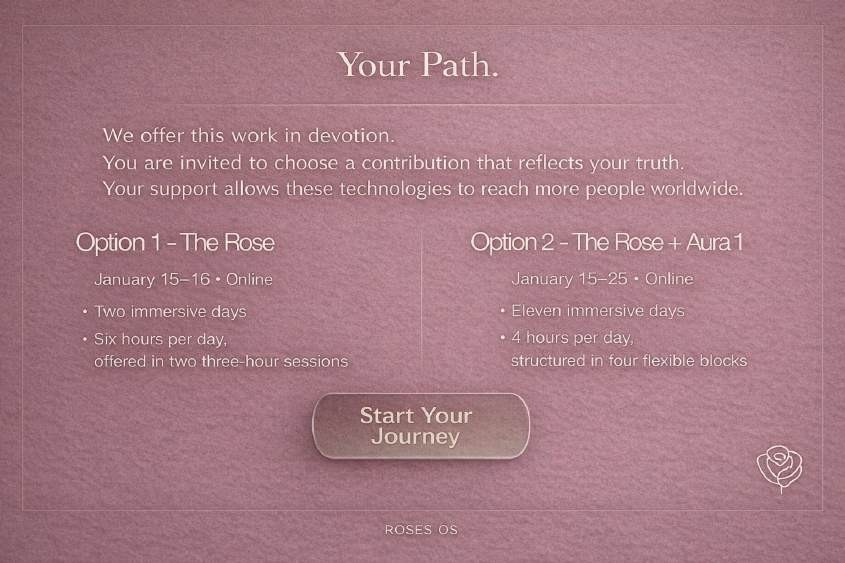 Your Path.
We offer this work in devotion.
You are invited to choose a contribution that reflects your truth.
Your support allows these technologies to reach more people worldwide.
Option 1 – The Rose
January 15–16 • Online
• Two immersive days
• Six hours per day,
offered in two three-hour sessions
Option 2 – The Rose + Aura 1
January 15–25 • Online
• Eleven immersive days
• 4 hours per day,
structured in four flexible blocks
Start Your
Journey
ROSES OS